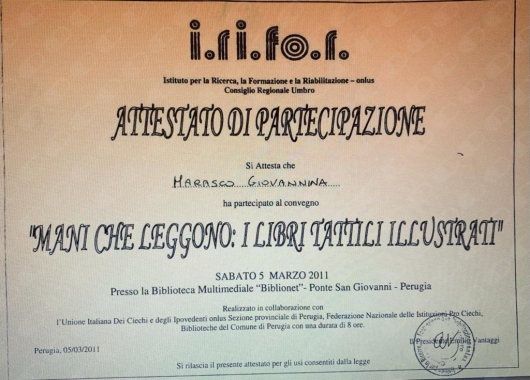 i.ri.fo.r.
Istituto per la Ricerca, la Formazione e la Riabilitazione – onlus
Consiglio Regionale Umbro
ATTESTATO DI PARTECIPAZIONE
Si Attesta che
MARASCO GIOVANNINA
ha partecipato al convegno
"MANI CHE LEGGONO: I LIBRI TATTILI ILLUSTRATI"
SABATO 5 MARZO 2011
Presso la Biblioteca Multimediale "Biblionet"- Ponte San Giovanni - Perugia
Realizzato in collaborazione con
l'Unione Italiana Dei Ciechi e degli Ipovedenti onlus Sezione provinciale di Perugia, Federazione Nazionale delle Istituzioni Pro Ciechi,
Biblioteche del Comune di Perugia con una durata di 8 ore.
Perugia, 05/03/2011
Il Presidente Vantaggi
Si rilascia il presente attestato per gli usi consentiti dalla legge